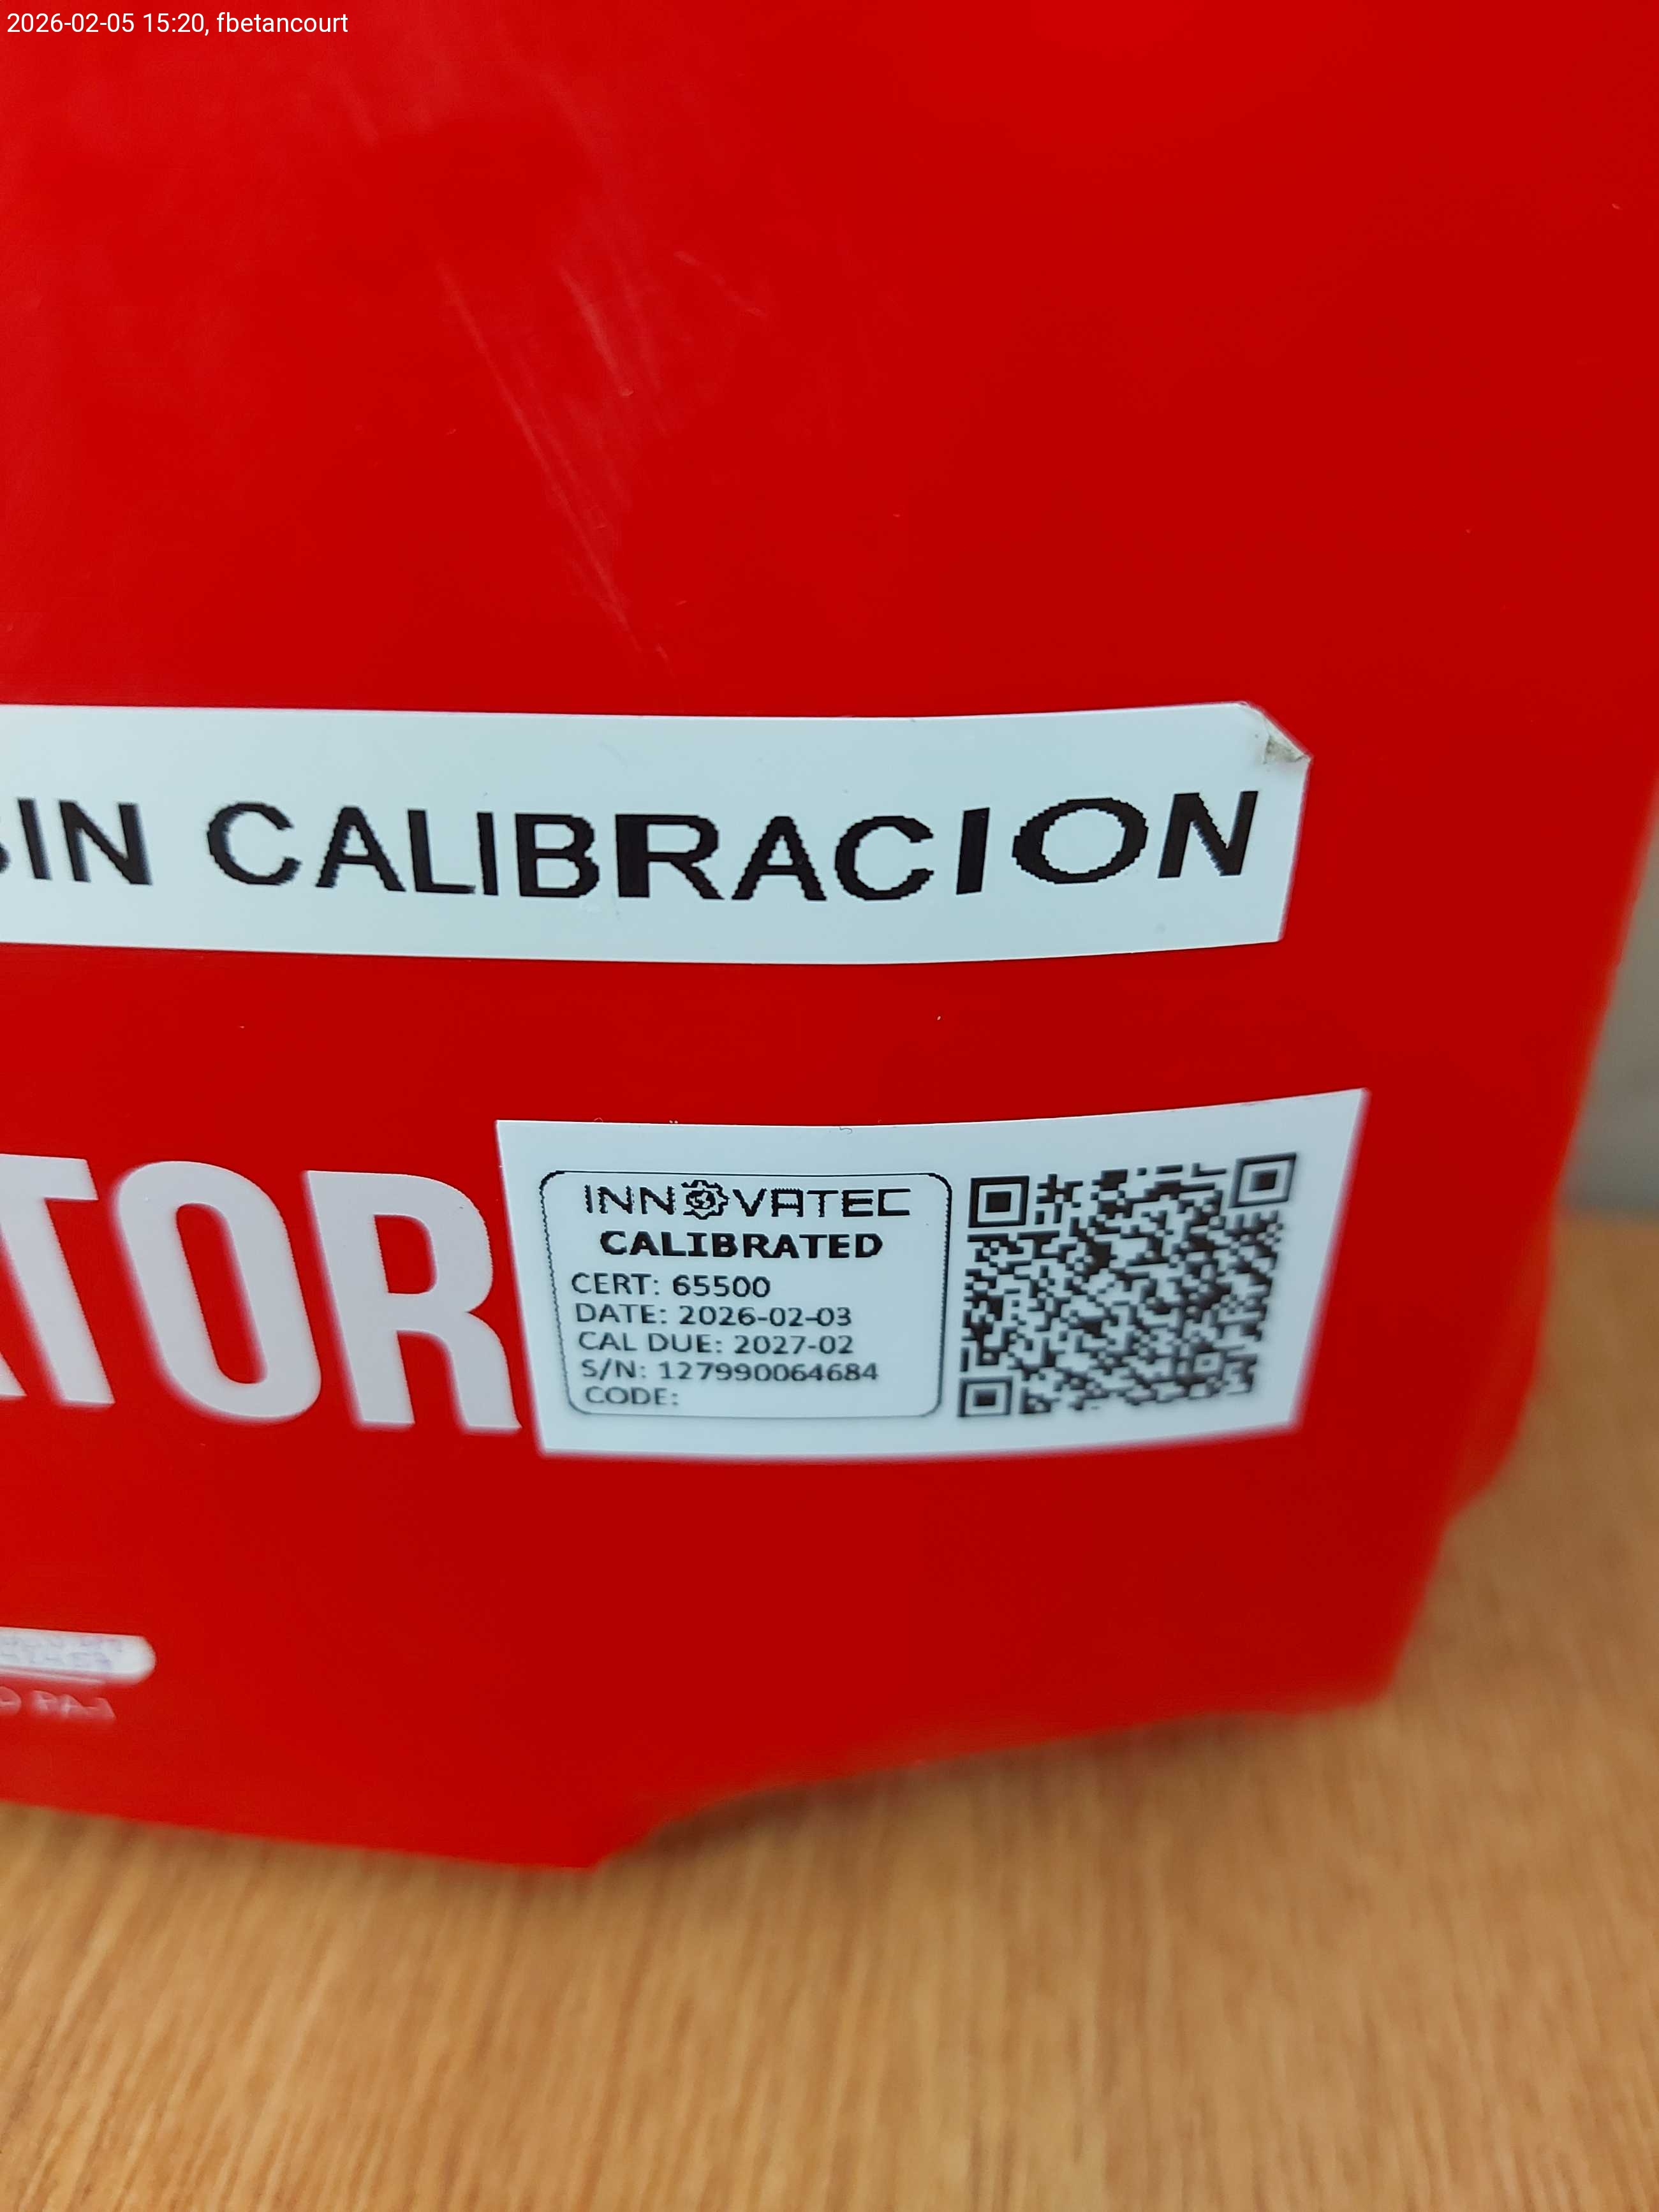 2026-02-05 15:20, fbetancourt
SIN CALIBRACION
TOR
INNOVATEC
CALIBRATED
CERT: 65500
DATE: 2026-02-03
CAL DUE: 2027-02
S/N: 127990064684
CODE: